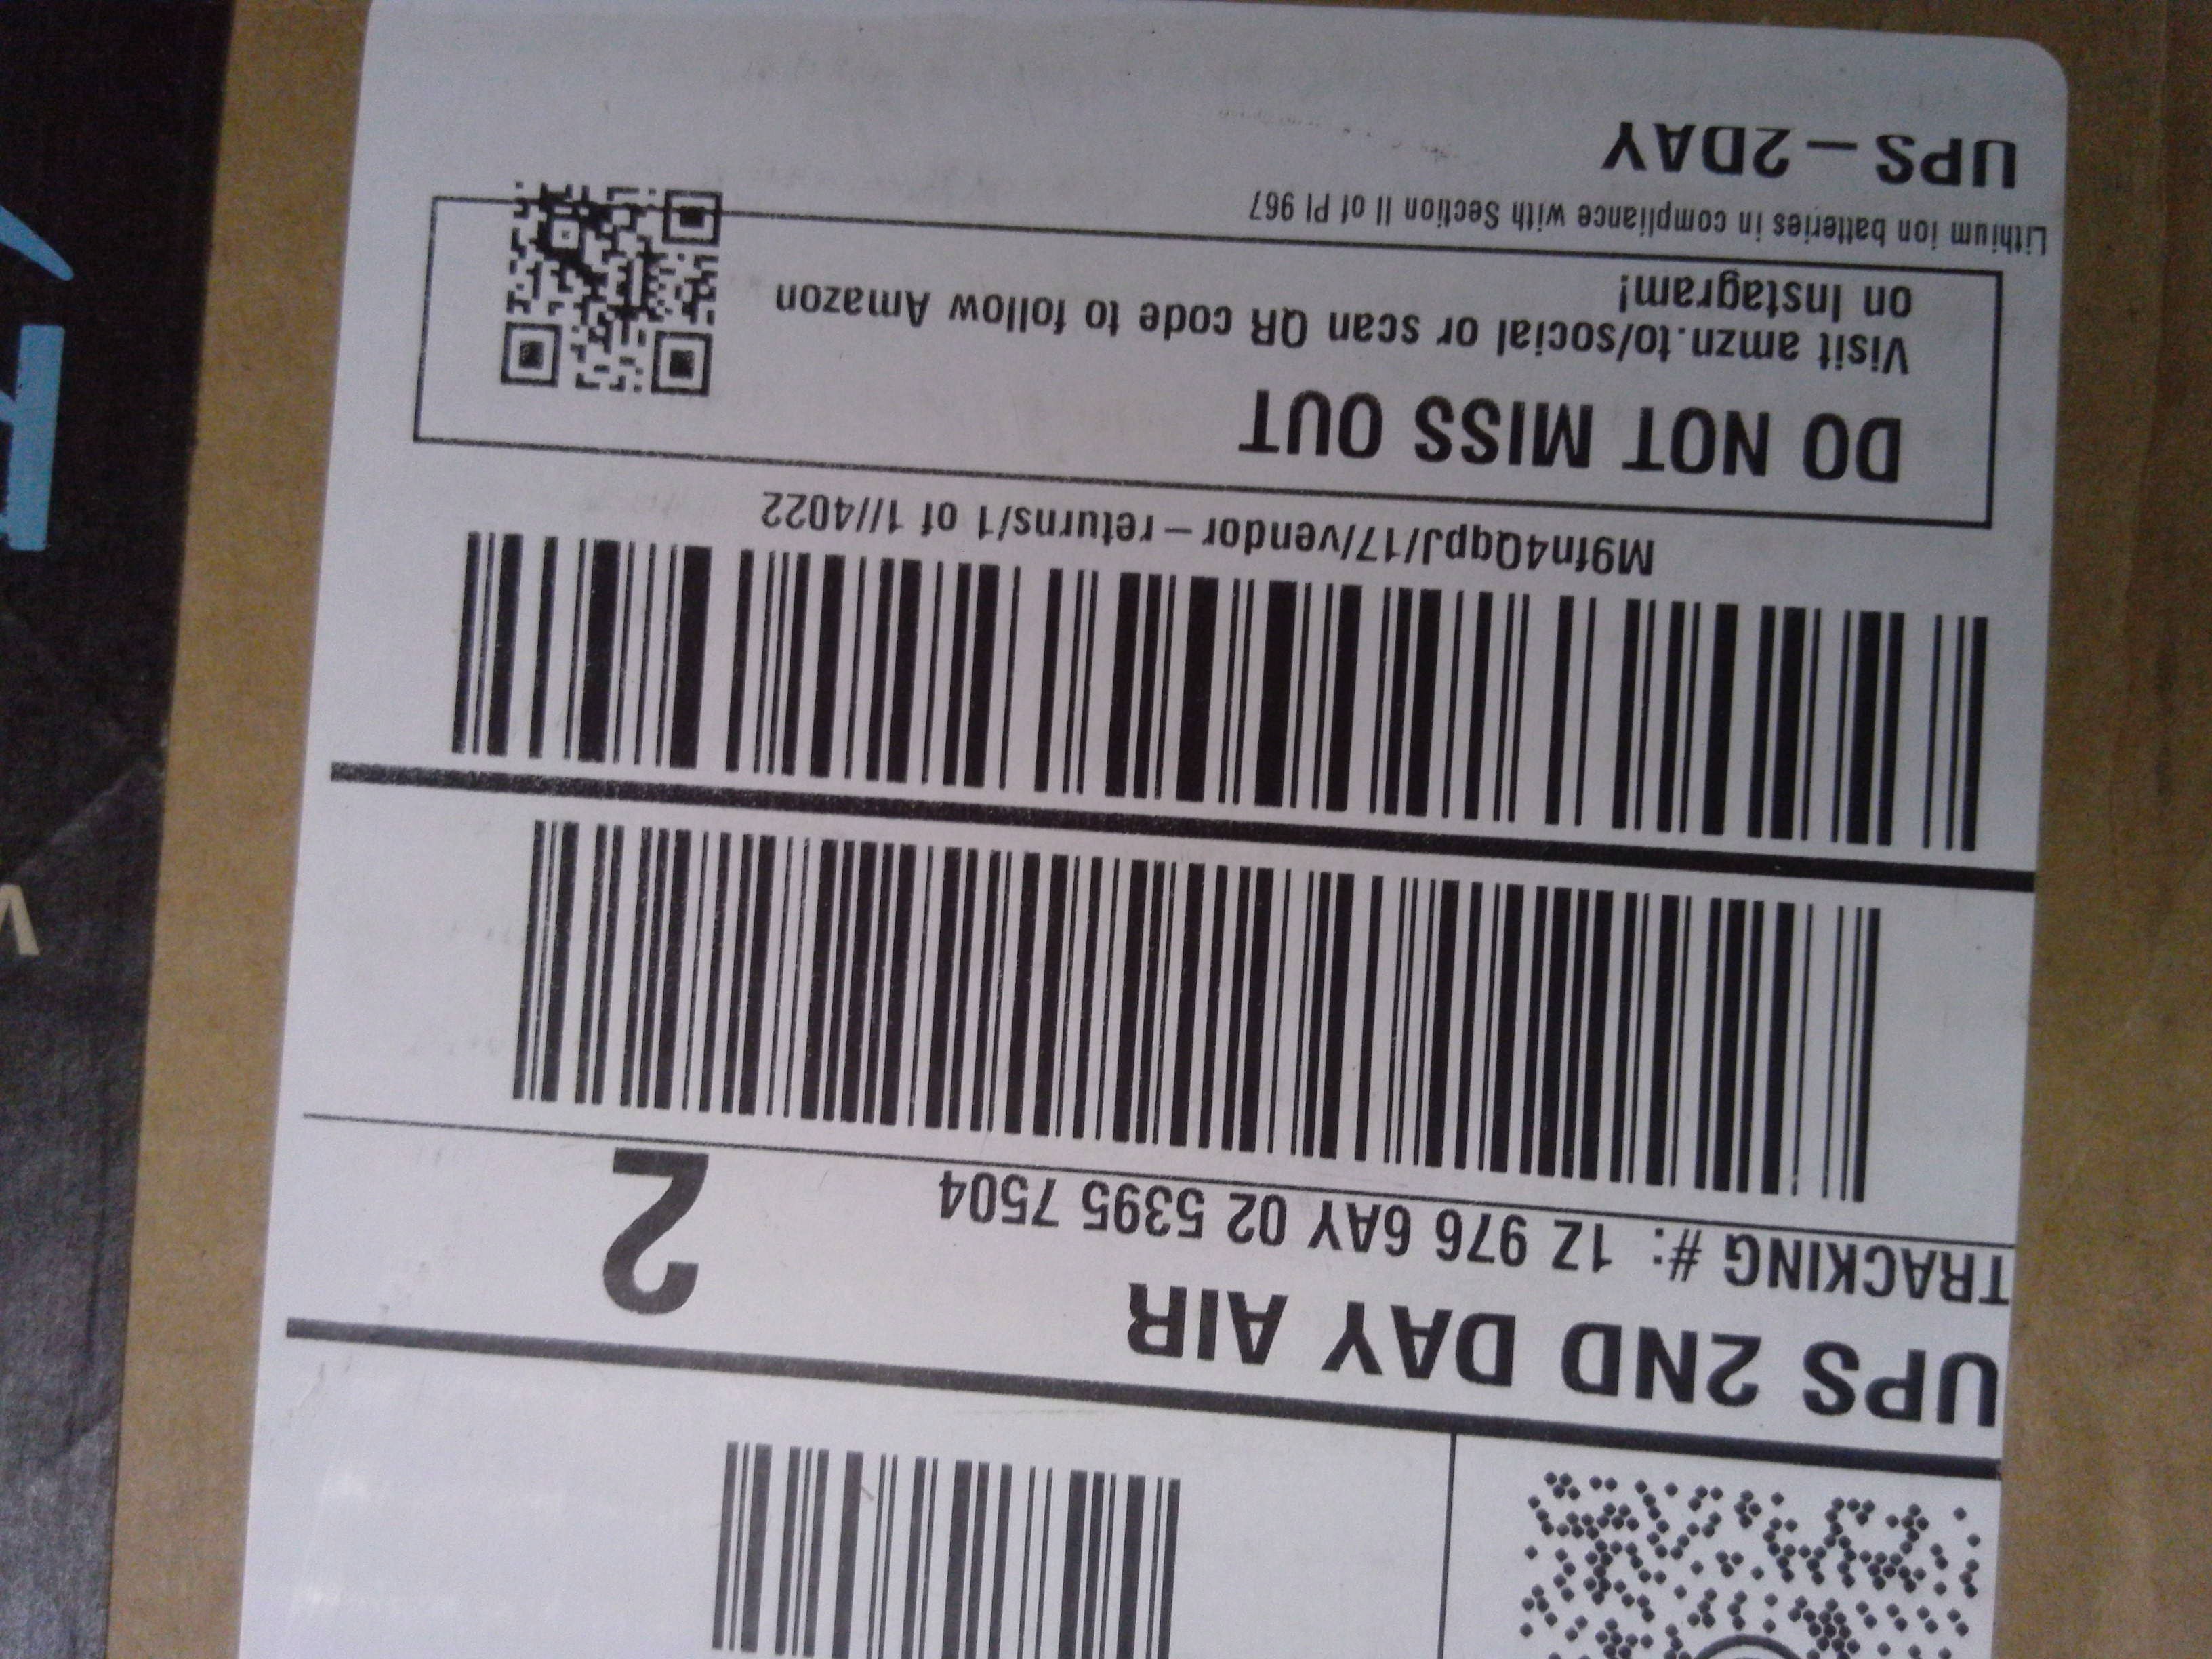 UPS 2ND DAY AIR
TRACKING #: 1Z 976 6AY 02 5395 7504
2
M9fn4QqpJ/17/vendor-returns/1 of 1//4022
DO NOT MISS OUT
Visit amzn.to/social or scan QR code to follow Amazon
on Instagram!
Lithium ion batteries in compliance with Section II of PI 967
UPS-2DAY